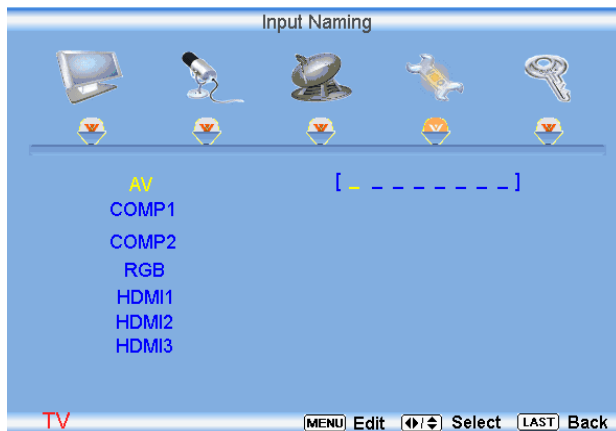 Input Naming
AV [ _ _ _ _ _ _ _ _ _ ]
COMP1
COMP2
RGB
HDMI1
HDMI2
HDMI3
TV MENU Edit Select LAST Back